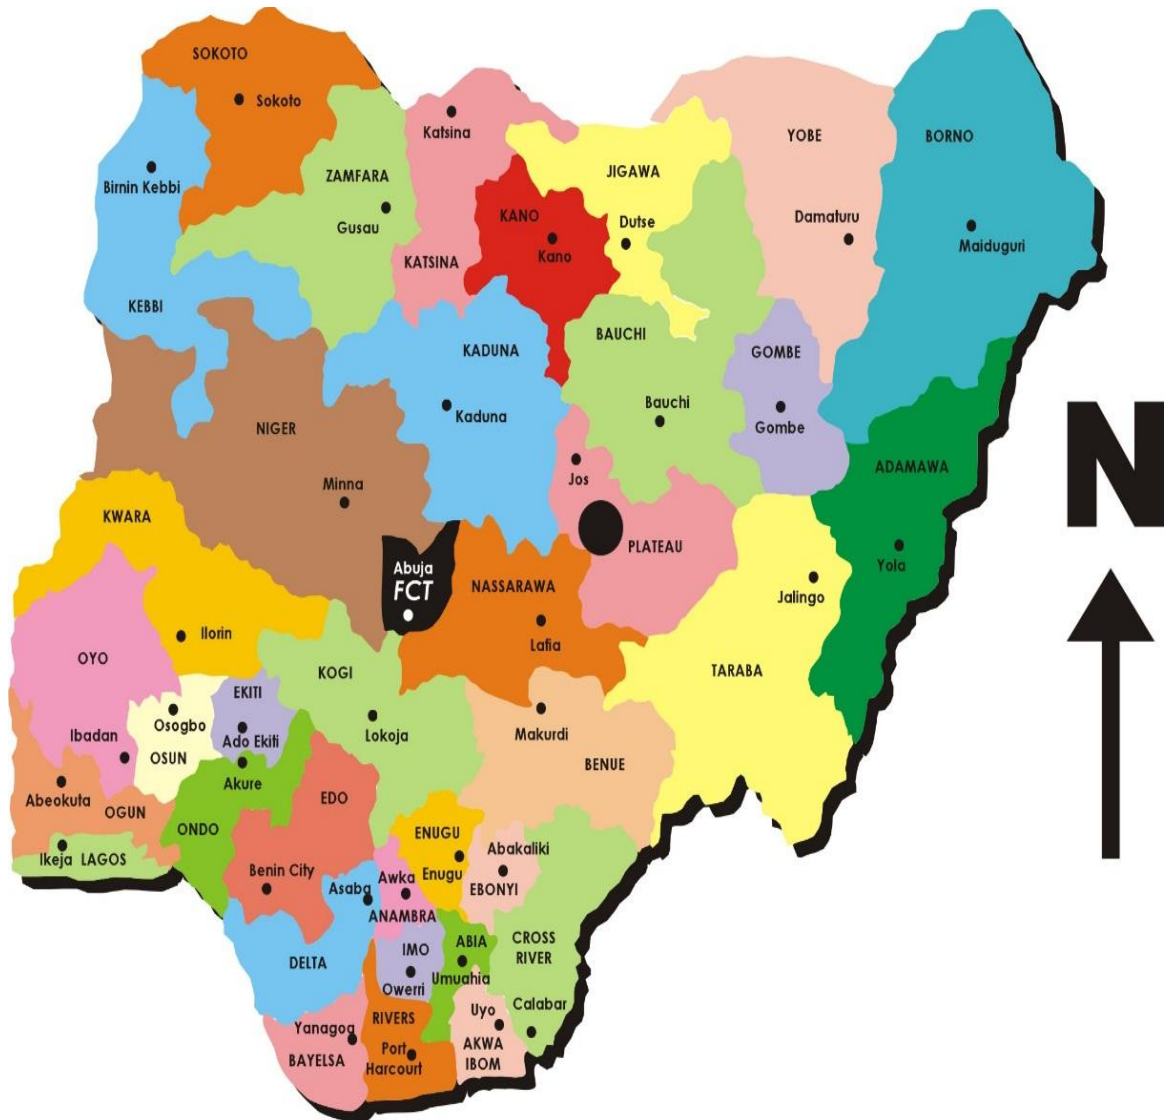 SOKOTO
Sokoto
Birnin Kebbi
KEBBI
ZAMFARA
Gusau
Katsina
KATSINA
KANO
Kano
JIGAWA
Dutse
YOBE
Damaturu
BORNO
Maiduguri
BAUCHI
Bauchi
GOMBE
Gombe
KADUNA
Kaduna
NIGER
Minna
ADAMAWA
Yola
N
Jos
PLATEAU
KWARA
Ilorin
Abuja
FCT
NASSARAWA
Lafia
Jalingo
TARABA
OYO
Ibadan
KOGI
Lokoja
EKITI
Ado Ekiti
Osogbo
OSUN
Makurdi
BENUE
Akure
ONDO
Abeokuta
OGUN
Ikeja LAGOS
EDO
Benin City
ENUGU
Enugu
Abakaliki
EBONYI
Asaba
Awka
ANAMBRA
DELTA
IMO
Owerri
ABIA
Umuahia
CROSS
RIVER
Calabar
Yanagoa
BAYELSA
RIVERS
Port
Harcourt
Uyo
AKWA
IBOM